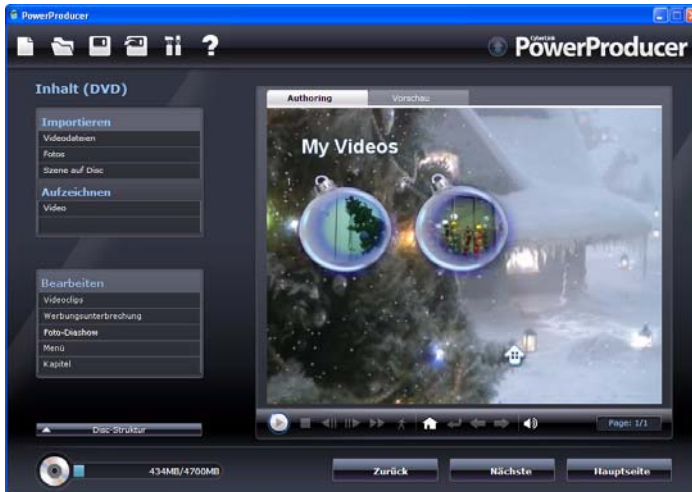 PowerProducer
CyberLink
PowerProducer
Inhalt (DVD)
Importieren
Videodateien
Fotos
Szene auf Disc
Aufzeichnen
Video
Bearbeiten
Videoclips
Werbungsunterbrechung
Foto-Diashow
Menü
Kapitel
Disc-Struktur
434MB/4700MB
Authoring
Vorschau
My Videos
Page: 1/1
Zurück
Nächste
Hauptseite